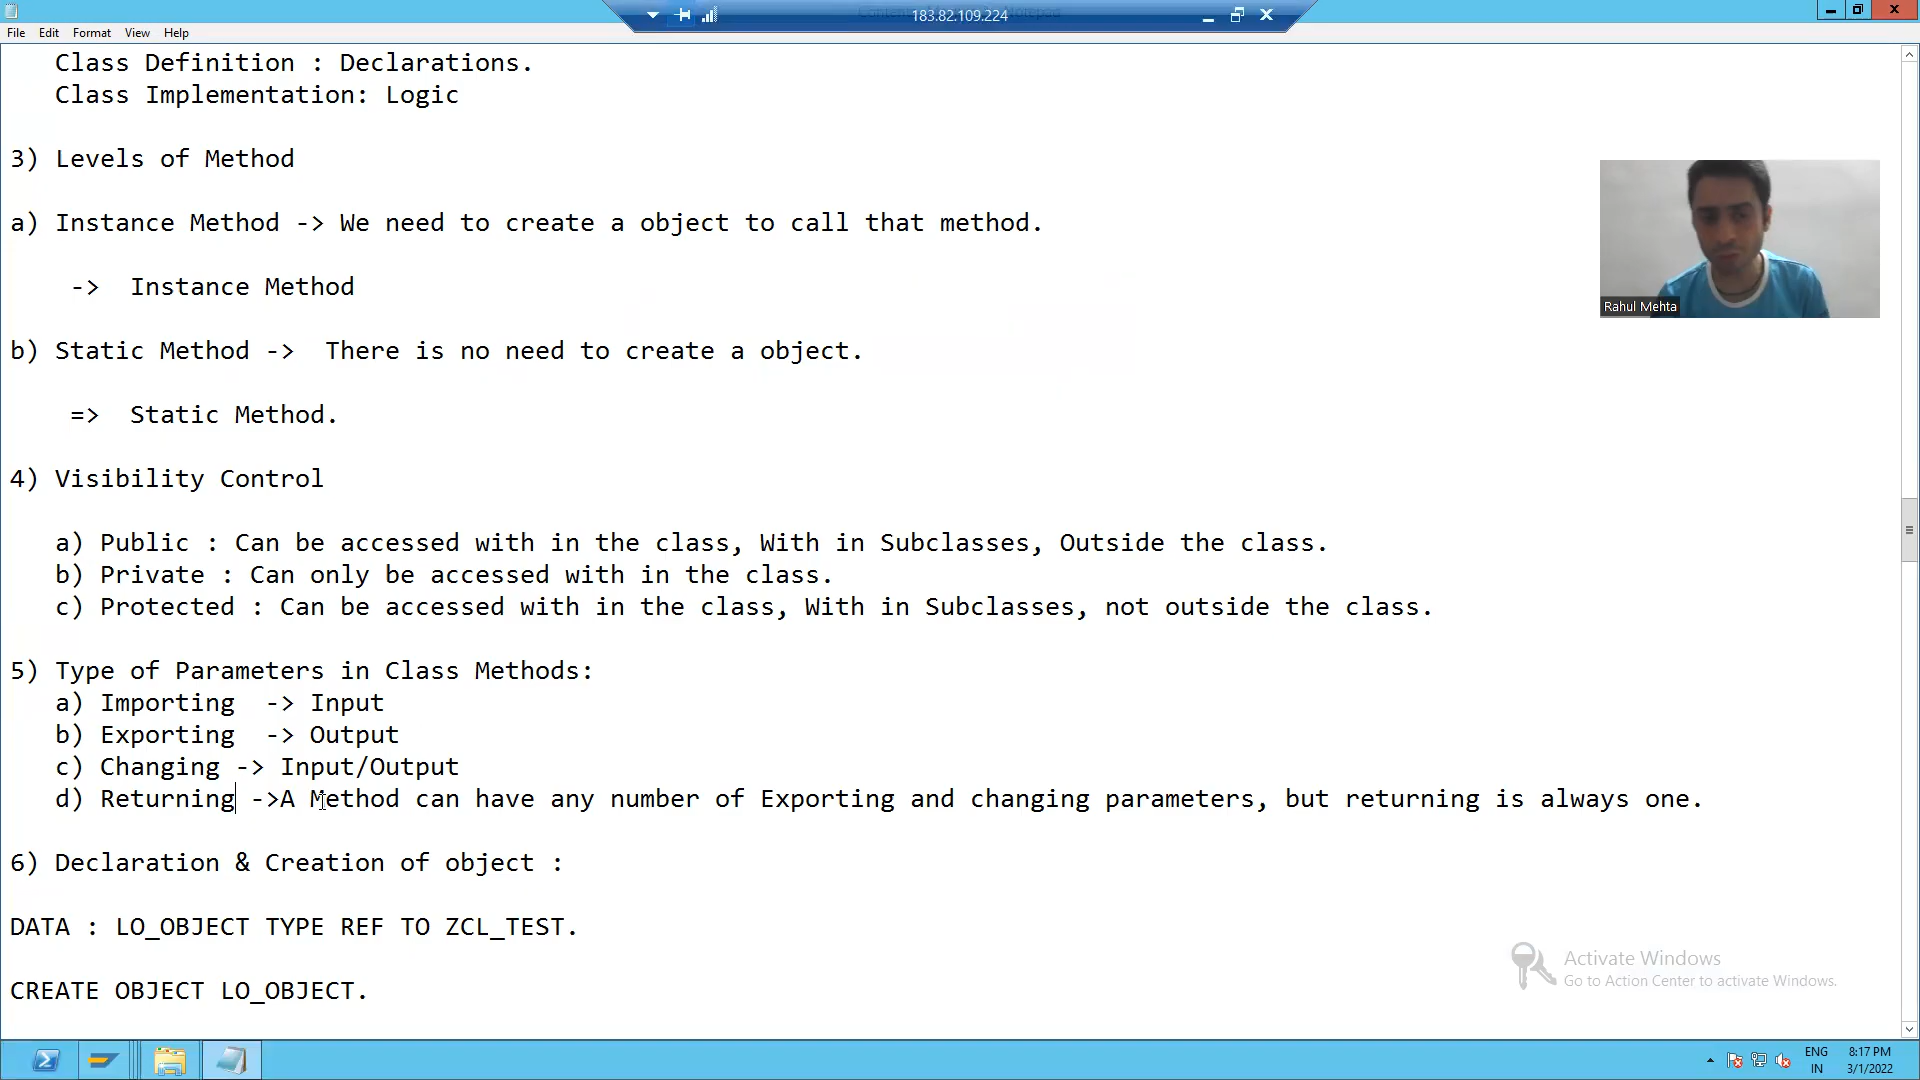 183.82.109.224
File Edit Format View Help
Class Definition : Declarations.
Class Implementation: Logic
3) Levels of Method
a) Instance Method -> We need to create a object to call that method.
-> Instance Method
b) Static Method -> There is no need to create a object.
=> Static Method.
4) Visibility Control
a) Public : Can be accessed with in the class, With in Subclasses, Outside the class.
b) Private : Can only be accessed with in the class.
c) Protected : Can be accessed with in the class, With in Subclasses, not outside the class.
5) Type of Parameters in Class Methods:
a) Importing -> Input
b) Exporting -> Output
c) Changing -> Input/Output
d) Returning ->A Method can have any number of Exporting and changing parameters, but returning is always one.
6) Declaration & Creation of object :
DATA : LO_OBJECT TYPE REF TO ZCL_TEST.
CREATE OBJECT LO_OBJECT.
Rahul Mehta
Activate Windows
Go to Action Center to activate Windows.
ENG 8:17 PM
IN 3/1/2022